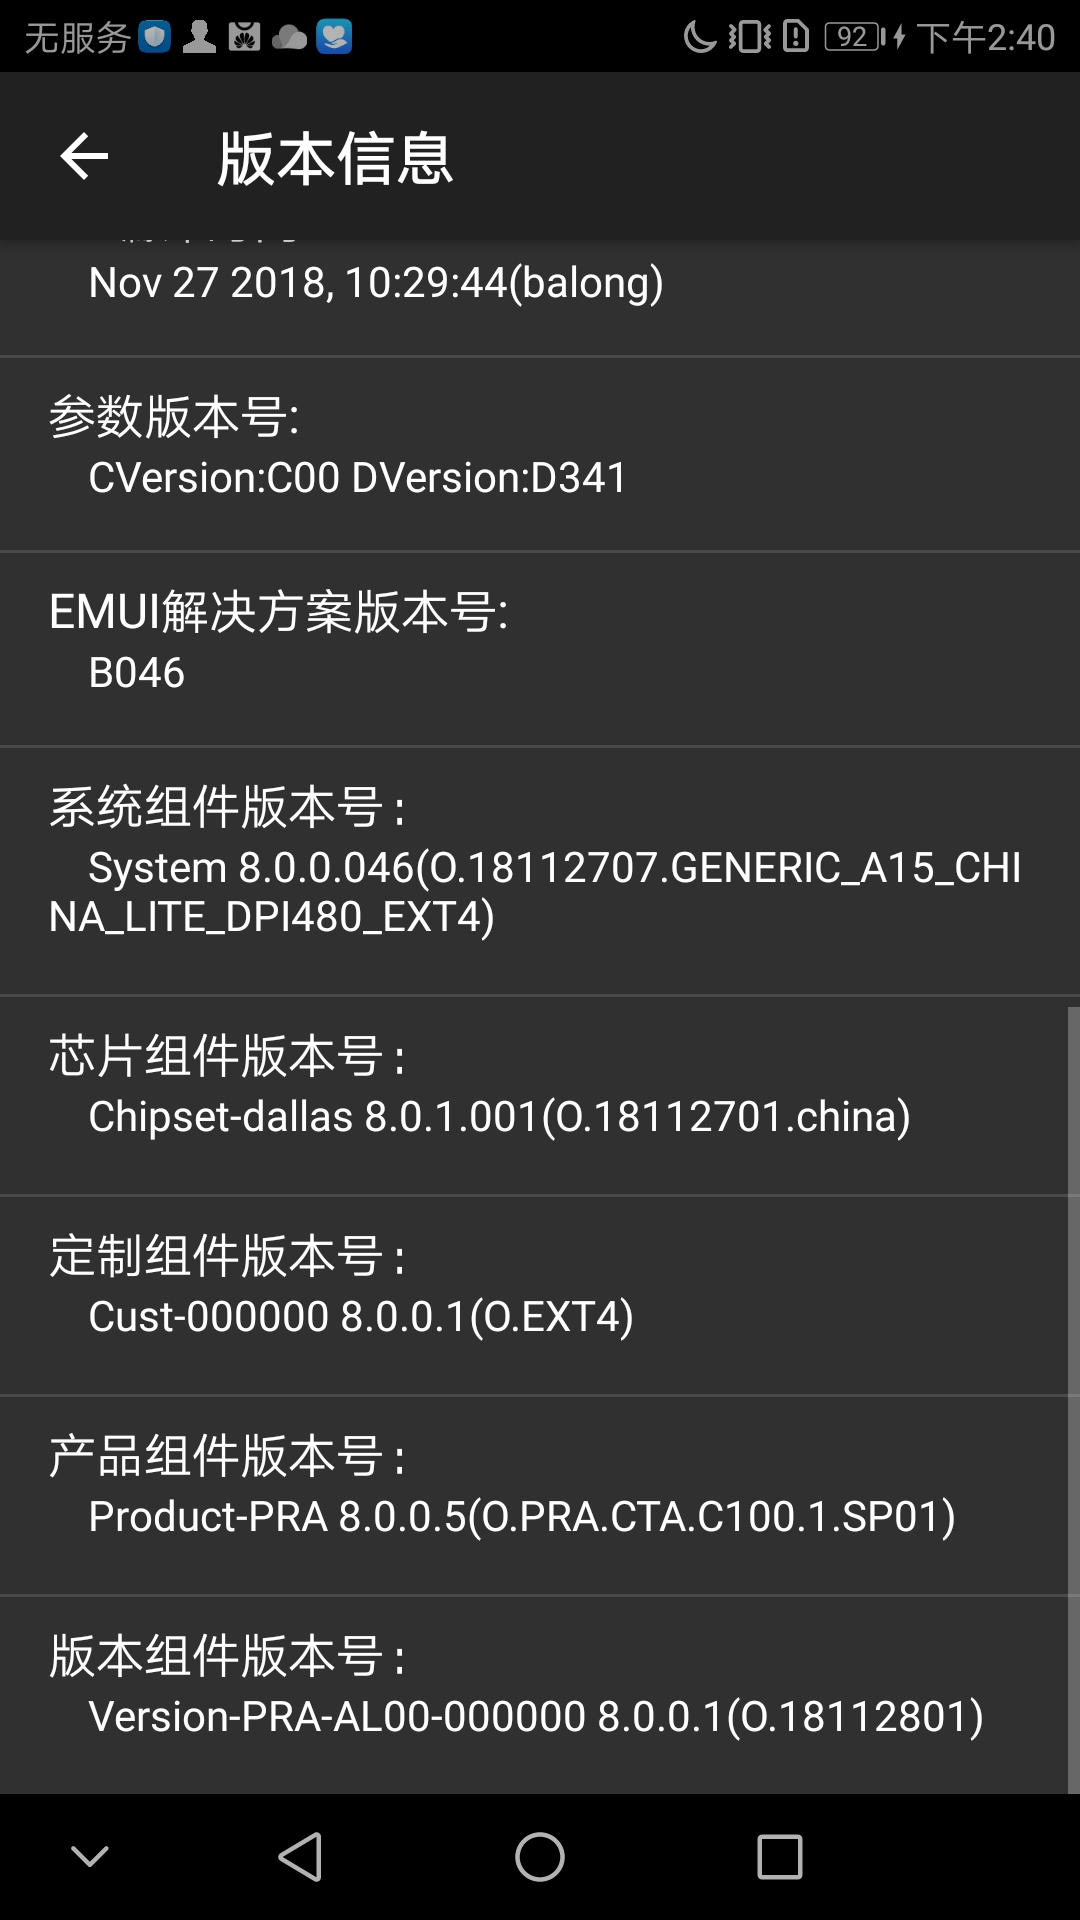 无服务 92 下午2:40
版本信息
Nov 27 2018, 10:29:44(balong)
参数版本号:
CVersion:C00 DVersion:D341
EMUI解决方案版本号:
B046
系统组件版本号:
System 8.0.0.046(O.18112707.GENERIC_A15_CHI
NA_LITE_DPI480_EXT4)
芯片组件版本号:
Chipset-dallas 8.0.1.001(O.18112701.china)
定制组件版本号:
Cust-000000 8.0.0.1(O.EXT4)
产品组件版本号:
Product-PRA 8.0.0.5(O.PRA.CTA.C100.1.SP01)
版本组件版本号:
Version-PRA-AL00-000000 8.0.0.1(O.18112801)